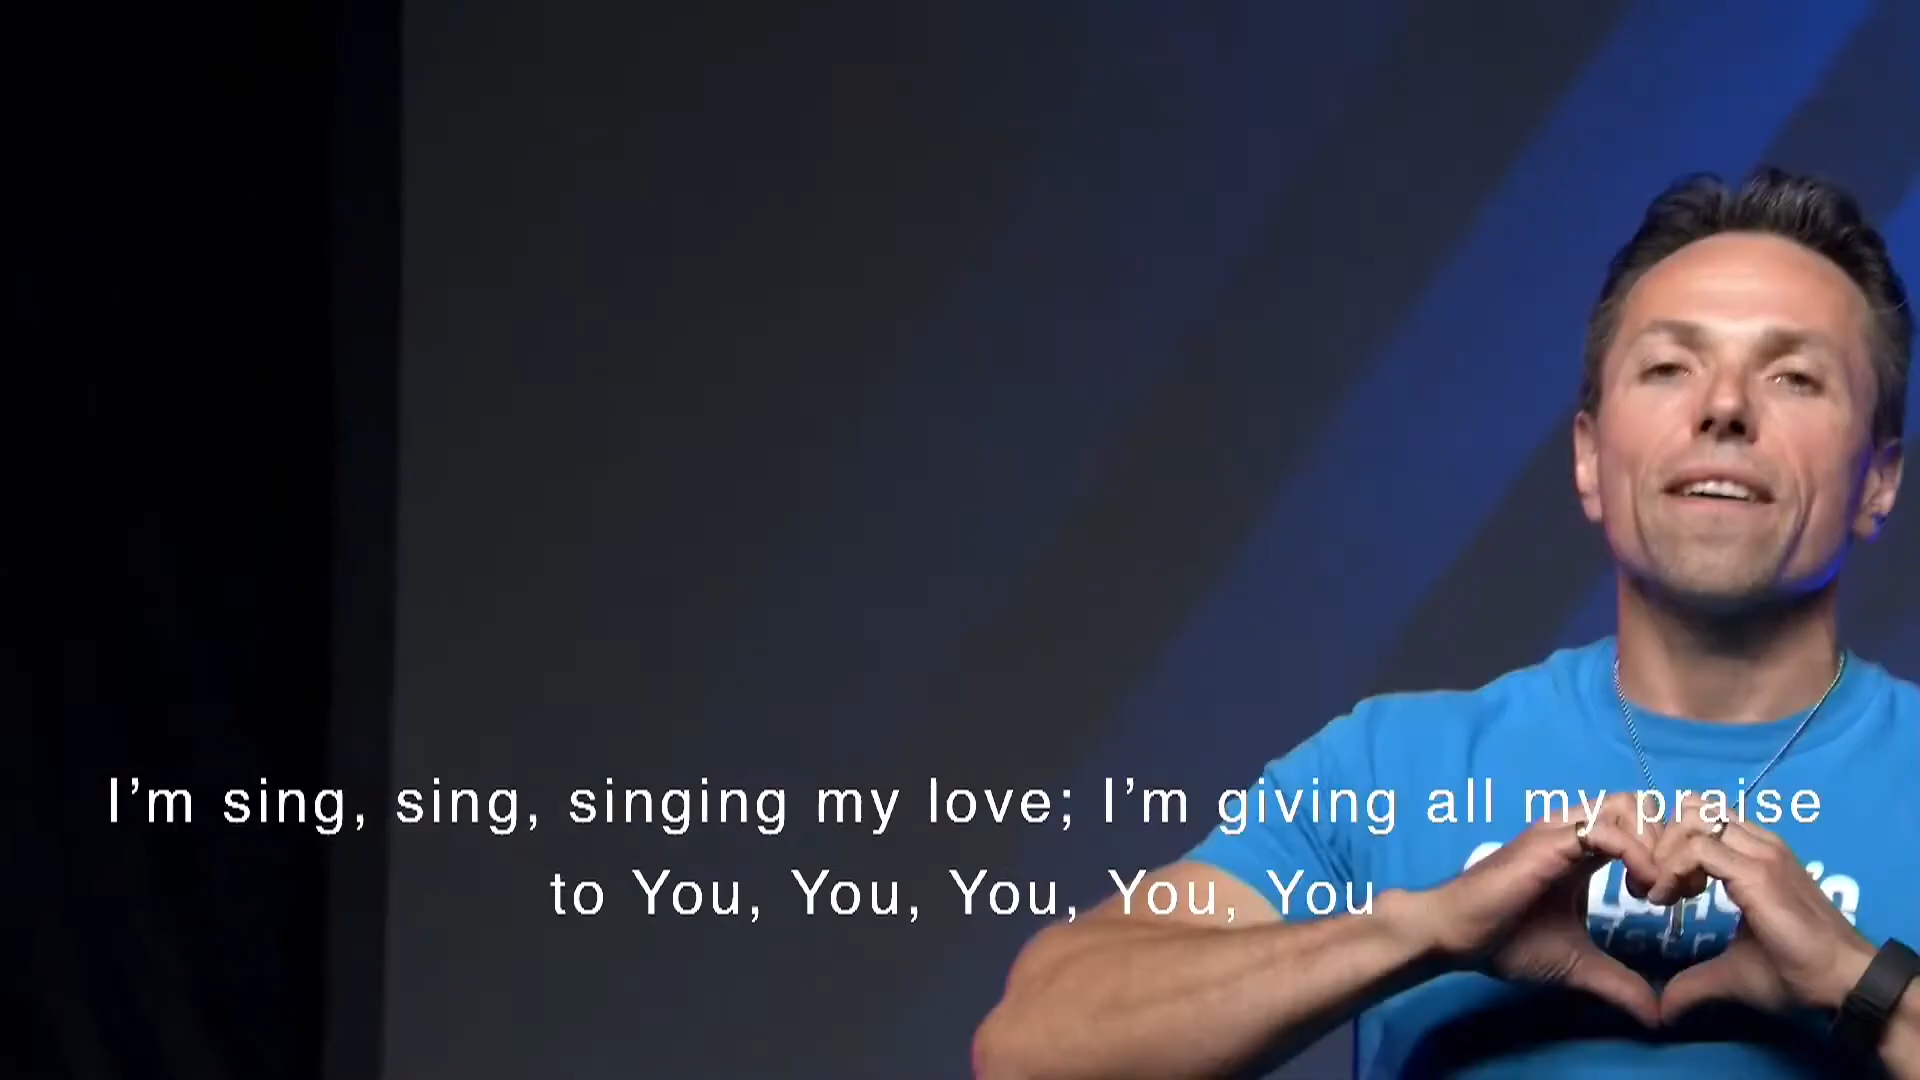 I’m sing, sing, singing my love; I’m giving all my praise
to You, You, You, You, You